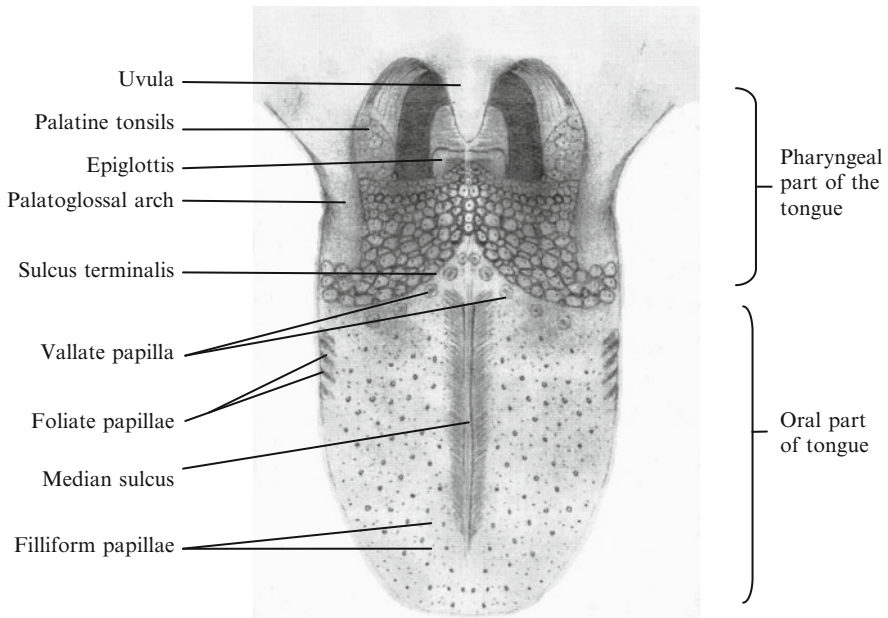 Uvula
Palatine tonsils
Epiglottis
Palatoglossal arch
Sulcus terminalis
Vallate papilla
Foliate papillae
Median sulcus
Filliform papillae
Pharyngeal
part of the
tongue
Oral part
of tongue